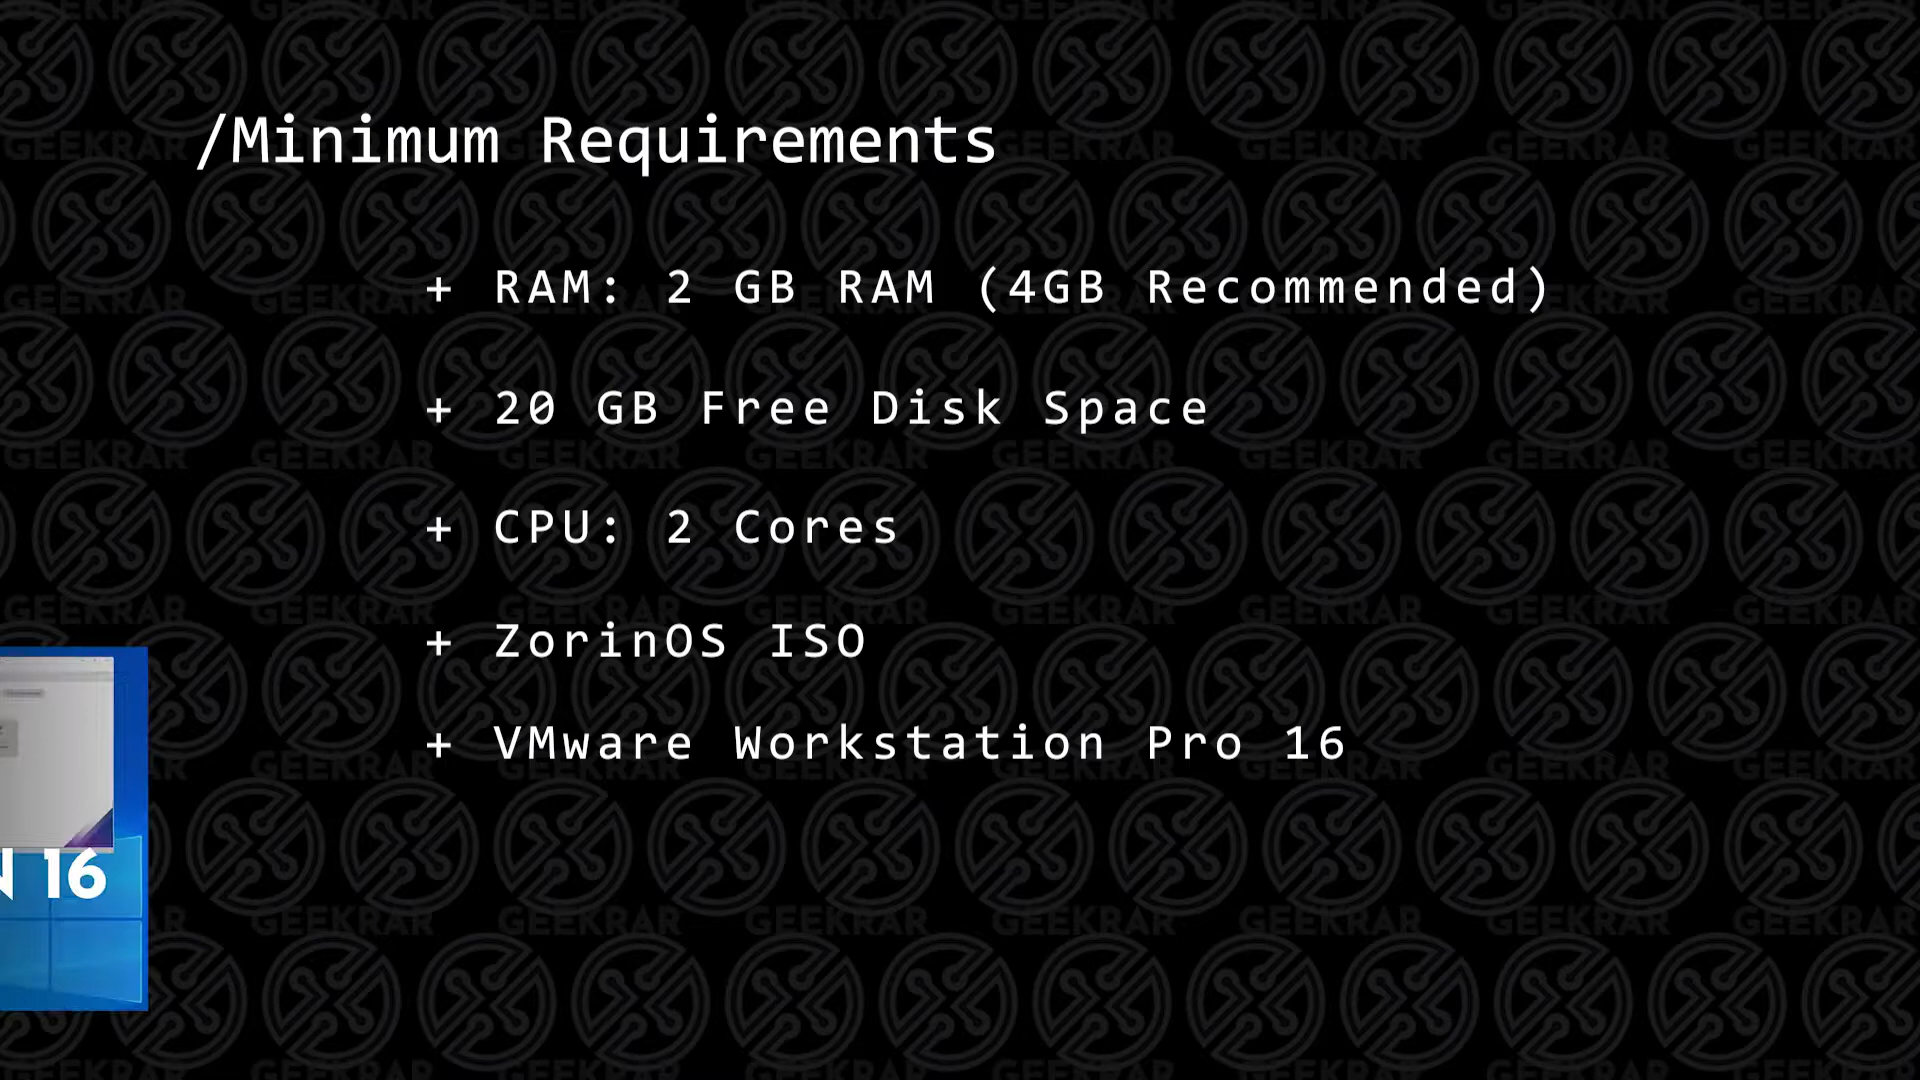 /Minimum Requirements
+ RAM: 2 GB RAM (4GB Recommended)
+ 20 GB Free Disk Space
+ CPU: 2 Cores
+ ZorinOS ISO
+ VMware Workstation Pro 16
N 16
GEEKRAR